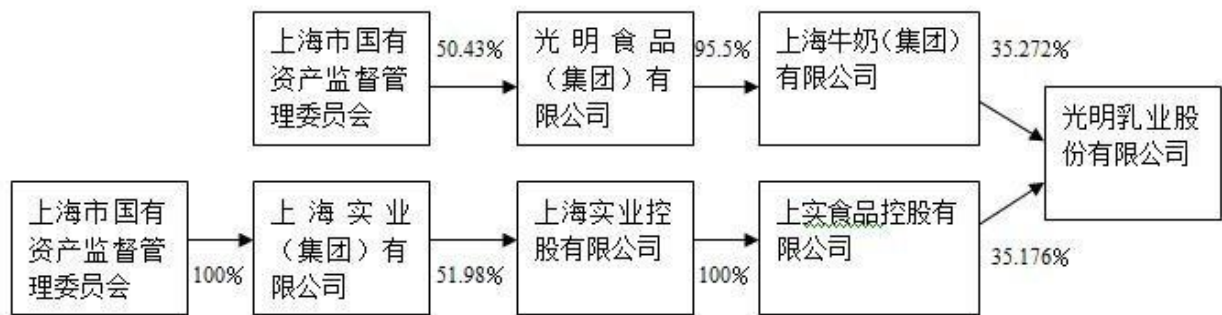 上海市国有
资产监督管
理委员会
50.43%
光明食品
（集团）有
限公司
95.5%
上海牛奶（集团）
有限公司
35.272%
光明乳业股
份有限公司
上海市国有
资产监督管
理委员会
100%
上海实业
（集团）有
限公司
51.98%
上海实业控
股有限公司
100%
上实食品控股有
限公司
35.176%